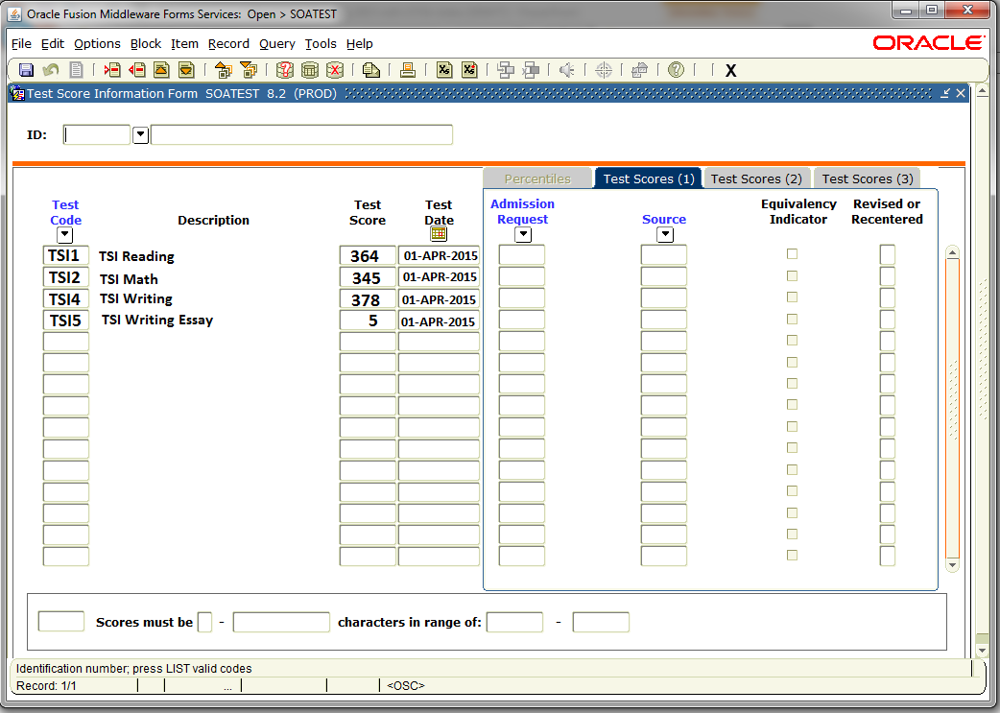 Oracle Fusion Middleware Forms Services: Open > SOATEST
File Edit Options Block Item Record Query Tools Help
ORACLE
X
Test Score Information Form SOATEST 8.2 (PROD)
ID:
Percentiles Test Scores (1) Test Scores (2) Test Scores (3)
Test Code Description Test Score Test Date Admission Request Source Equivalency Indicator Revised or Recentered
TSI1 TSI Reading 364 01-APR-2015
TSI2 TSI Math 345 01-APR-2015
TSI4 TSI Writing 378 01-APR-2015
TSI5 TSI Writing Essay 5 01-APR-2015
Scores must be - characters in range of: -
Identification number; press LIST valid codes
Record: 1/1 ... <OSC>